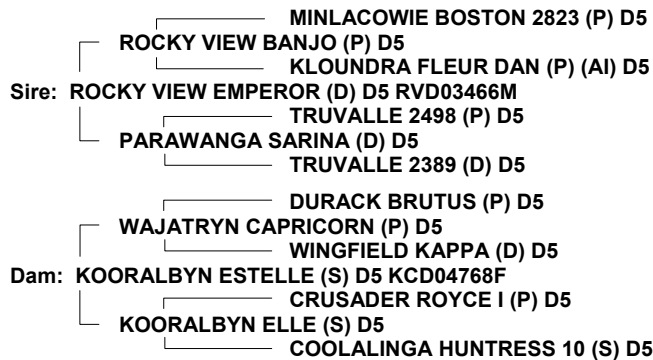 MINLACOWIE BOSTON 2823 (P) D5
ROCKY VIEW BANJO (P) D5
KLOUNDRA FLEUR DAN (P) (AI) D5
Sire: ROCKY VIEW EMPEROR (D) D5 RVD03466M
TRUVALLE 2498 (P) D5
PARAWANGA SARINA (D) D5
TRUVALLE 2389 (D) D5
DURACK BRUTUS (P) D5
WAJATRYN CAPRICORN (P) D5
WINGFIELD KAPPA (D) D5
Dam: KOORALBYN ESTELLE (S) D5 KCD04768F
CRUSADER ROYCE I (P) D5
KOORALBYN ELLE (S) D5
COOLALINGA HUNTRESS 10 (S) D5